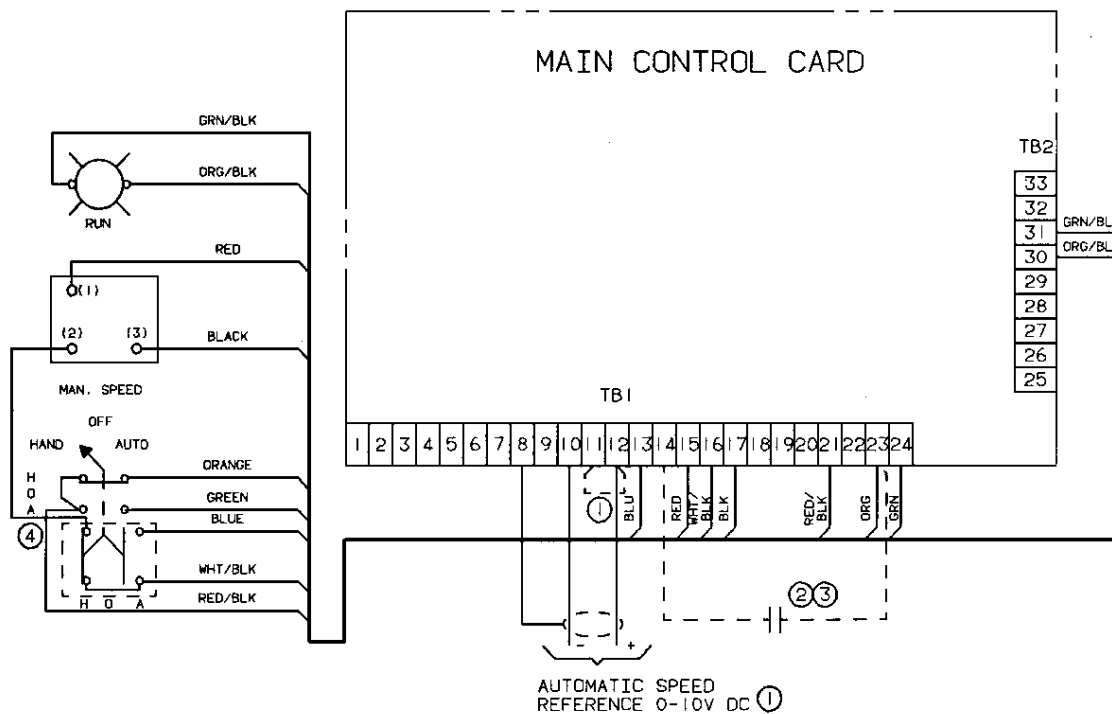 MAIN CONTROL CARD
GRN/BLK
ORG/BLK
RUN
RED
(1)
(2) (3)
BLACK
MAN. SPEED
OFF
HAND AUTO
H
O
A
ORANGE
GREEN
BLUE
4
WHT/BLK
H O A
RED/BLK
TB2
33
32
31 GRN/BL
30 ORG/BL
29
28
27
26
25
TB1
1 2 3 4 5 6 7 8 9 10 11 12 13 14 15 16 17 18 19 20 21 22 23 24
1
BLU
RED
WHT/
BLK
BLK
RED/
BLK
ORG
GRN
2 3
- +
AUTOMATIC SPEED
REFERENCE 0-10V DC 1